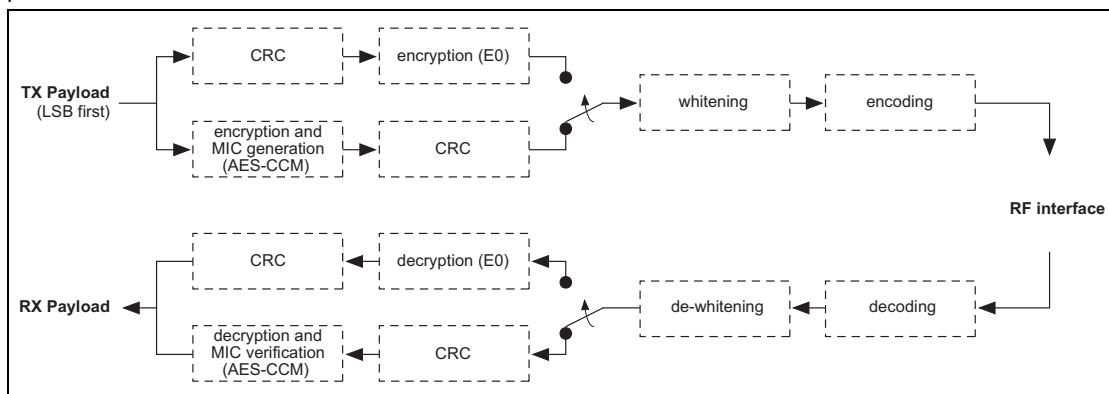 CRC
encryption (E0)
TX Payload
(LSB first)
whitening
encoding
encryption and
MIC generation
(AES-CCM)
CRC
RF interface
CRC
decryption (E0)
RX Payload
de-whitening
decoding
decryption and
MIC verification
(AES-CCM)
CRC